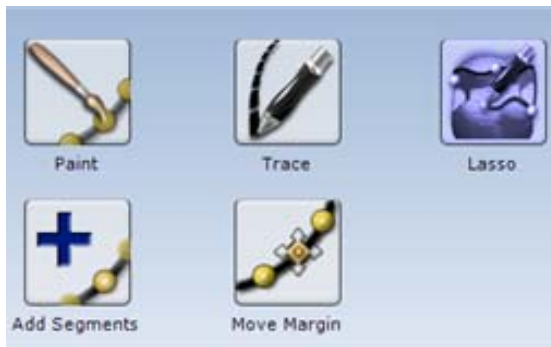 Paint
Trace
Lasso
Add Segments
Move Margin